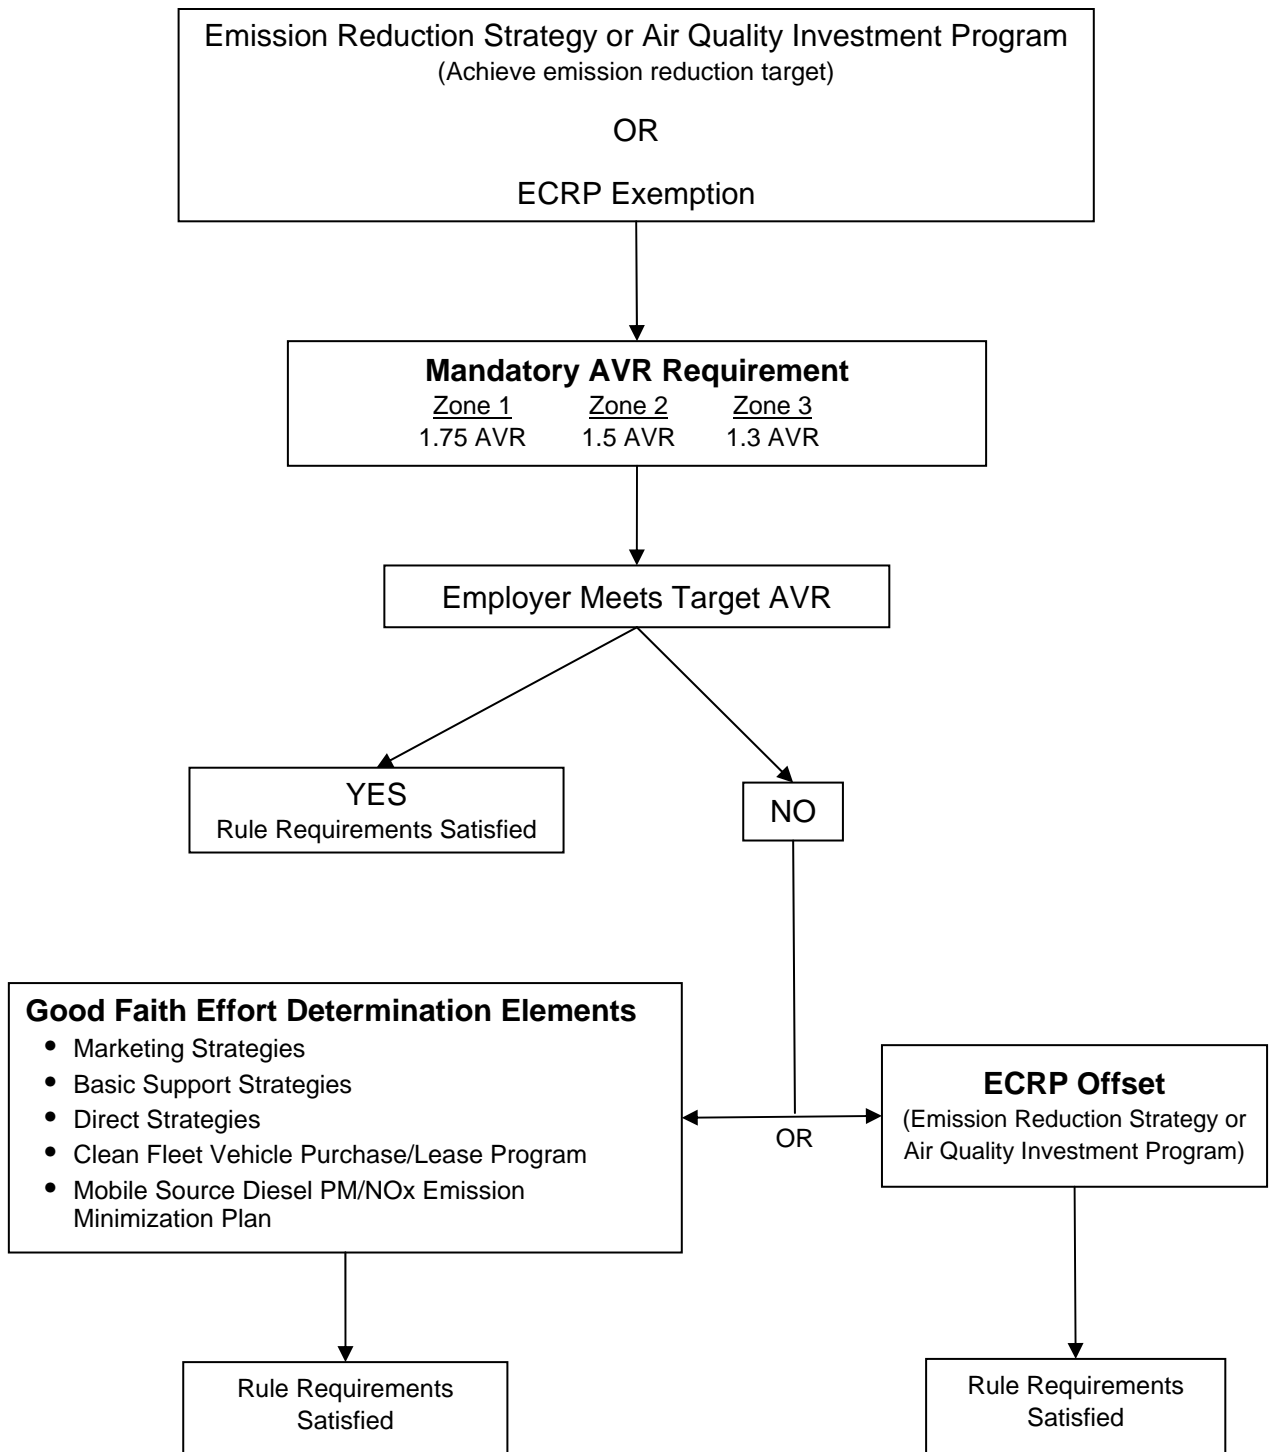 Emission Reduction Strategy or Air Quality Investment Program
(Achieve emission reduction target)
OR
ECRP Exemption
Mandatory AVR Requirement
Zone 1 Zone 2 Zone 3
1.75 AVR 1.5 AVR 1.3 AVR
Employer Meets Target AVR
YES
Rule Requirements Satisfied
NO
Good Faith Effort Determination Elements
• Marketing Strategies
• Basic Support Strategies
• Direct Strategies
• Clean Fleet Vehicle Purchase/Lease Program
• Mobile Source Diesel PM/NOx Emission
Minimization Plan
OR
ECRP Offset
(Emission Reduction Strategy or
Air Quality Investment Program)
Rule Requirements
Satisfied
Rule Requirements
Satisfied